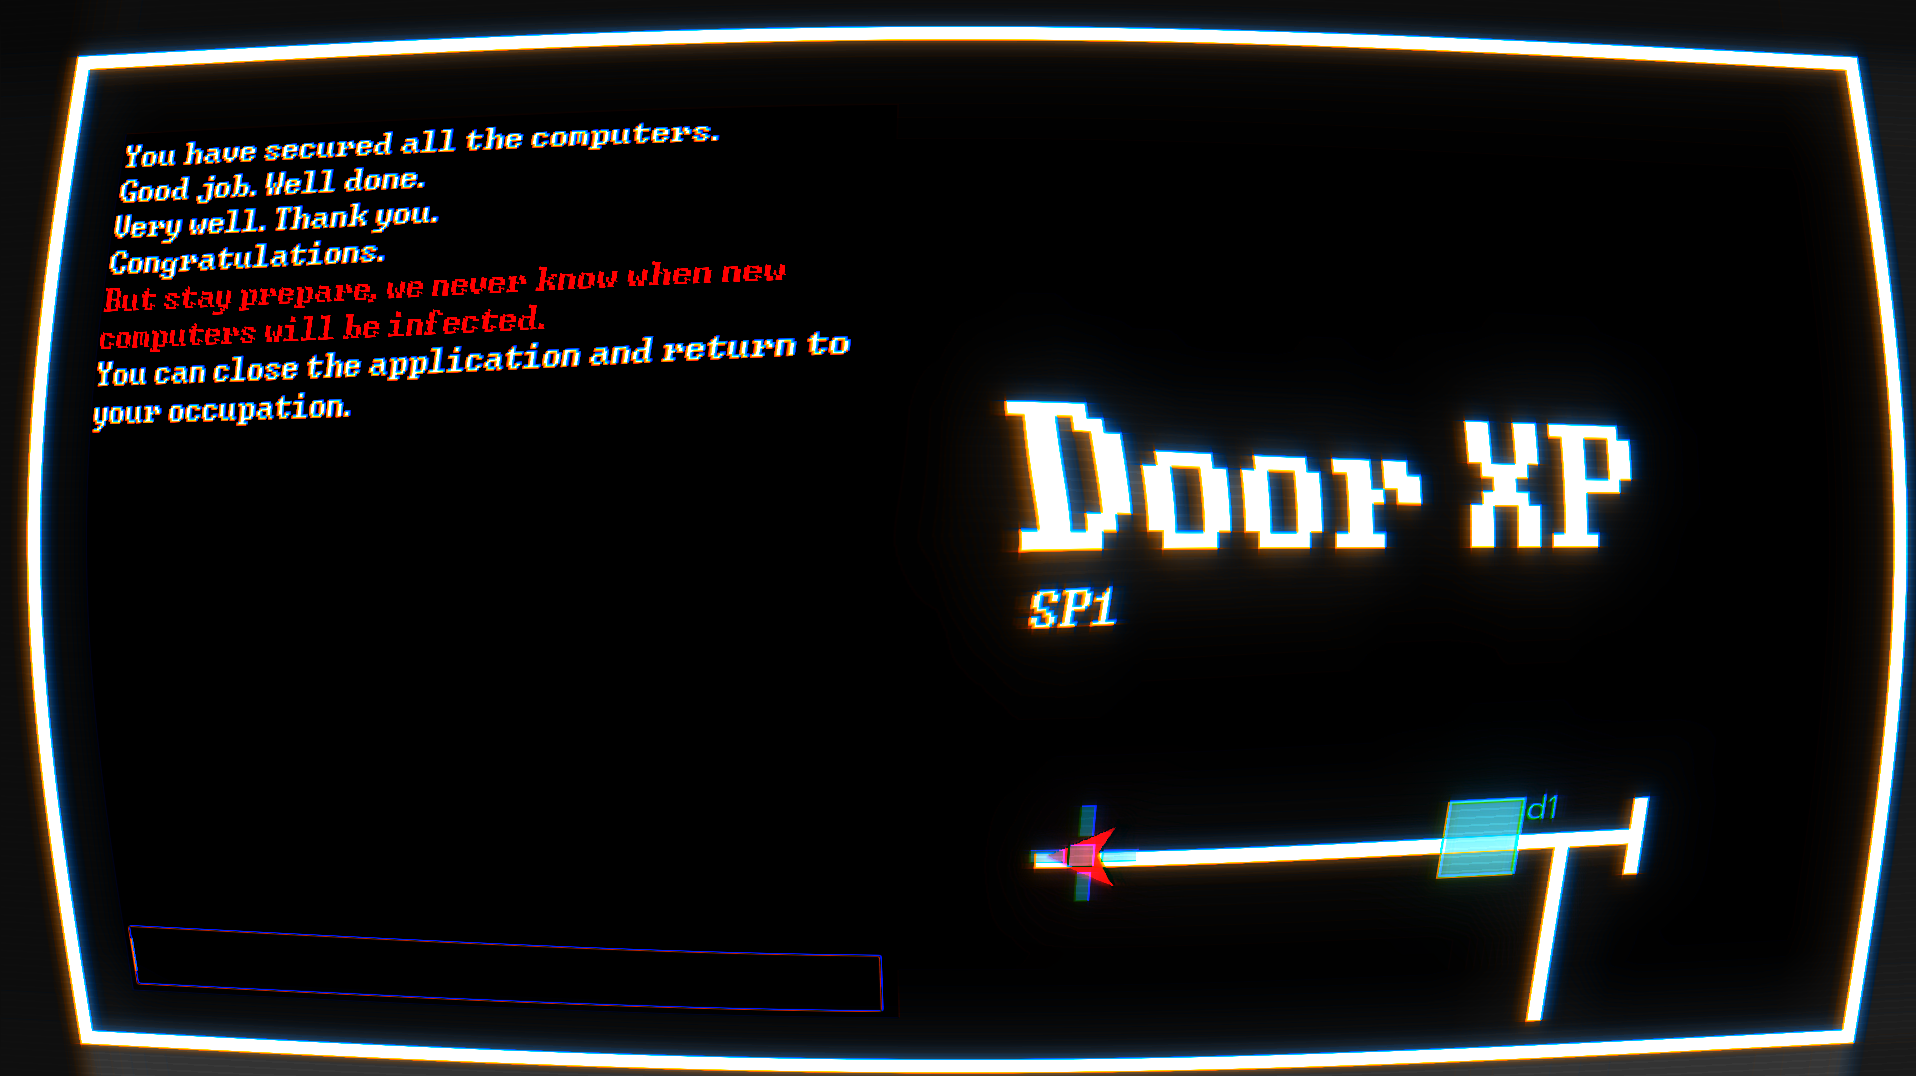 You have secured all the computers.
Good job. Well done.
Very well. Thank you.
Congratulations.
But stay prepare, we never know when new
computers will be infected.
You can close the application and return to
your occupation.
Door XP
SP1
d1